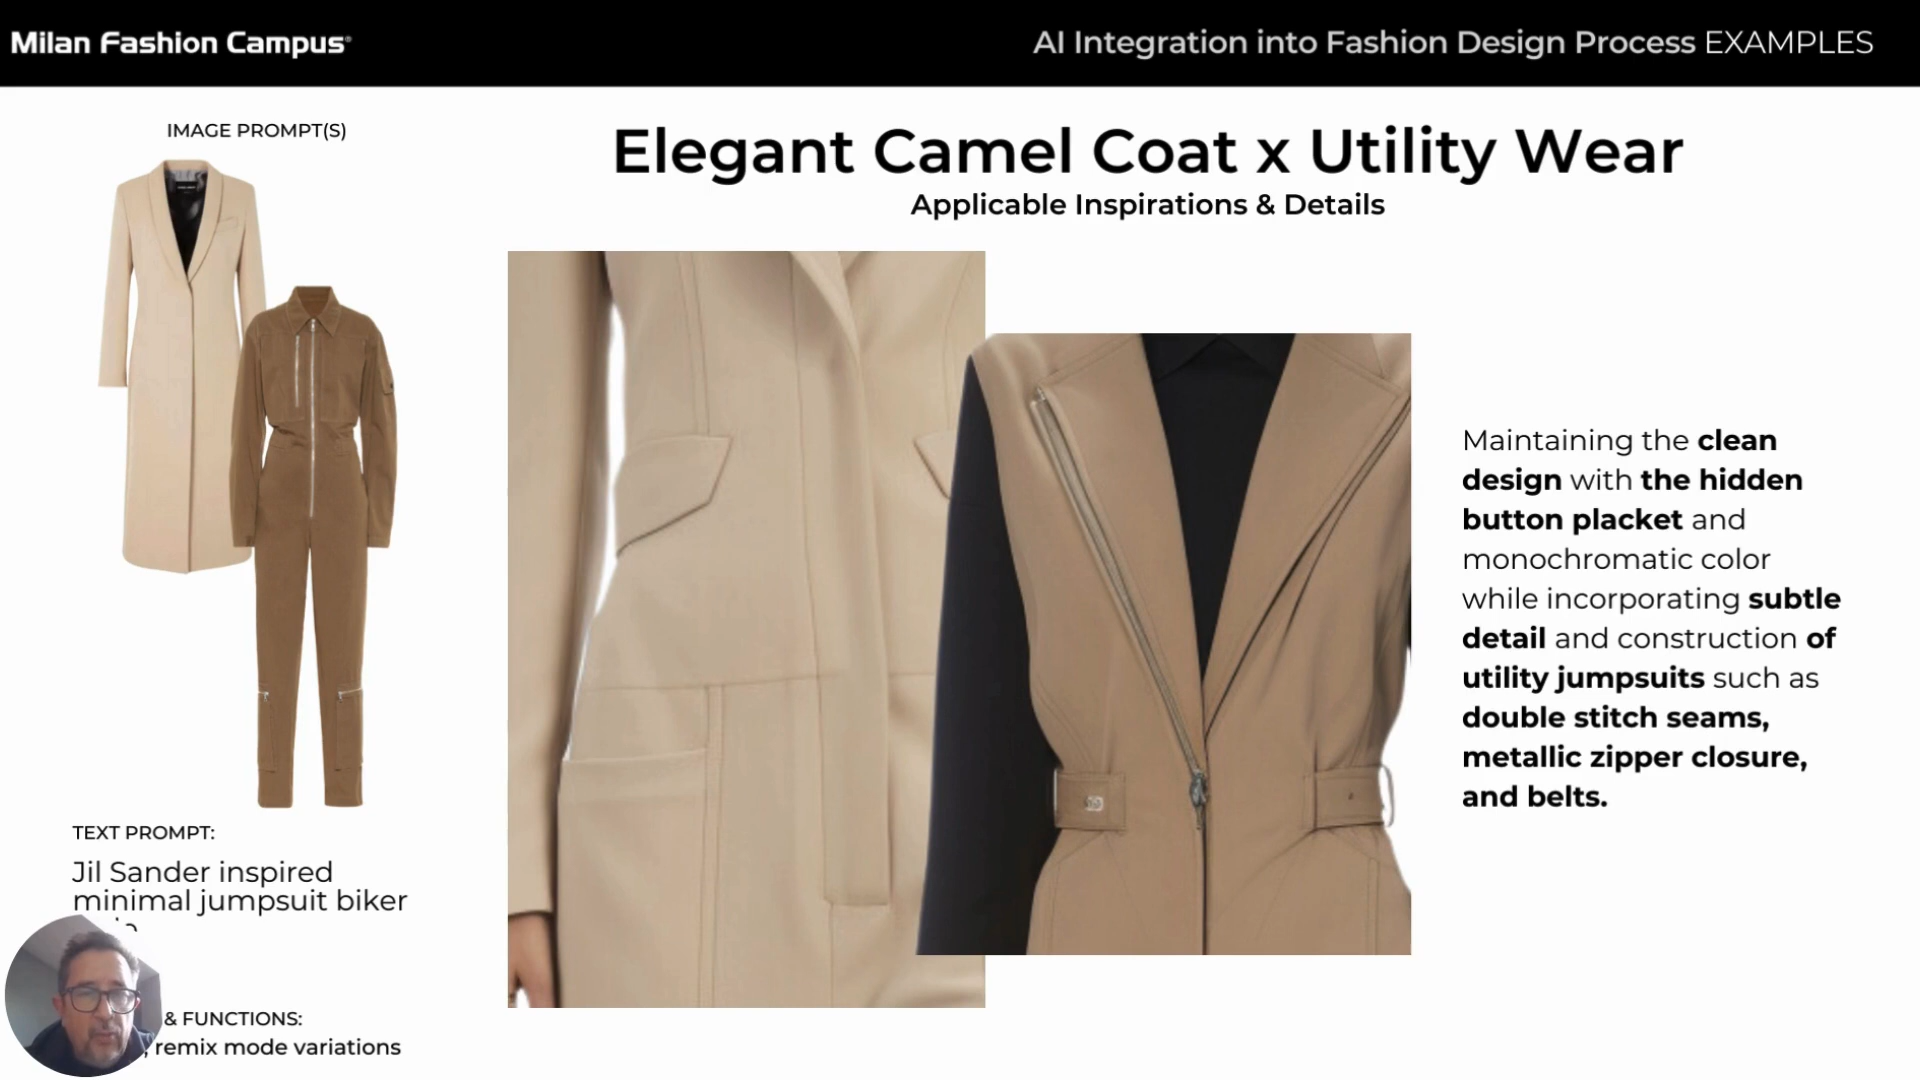 Milan Fashion Campus®
AI Integration into Fashion Design Process EXAMPLES
IMAGE PROMPT(S)
Elegant Camel Coat x Utility Wear
Applicable Inspirations & Details
Maintaining the clean
design with the hidden
button placket and
monochromatic color
while incorporating subtle
detail and construction of
utility jumpsuits such as
double stitch seams,
metallic zipper closure,
and belts.
TEXT PROMPT:
Jil Sander inspired
minimal jumpsuit biker
& FUNCTIONS:
, remix mode variations